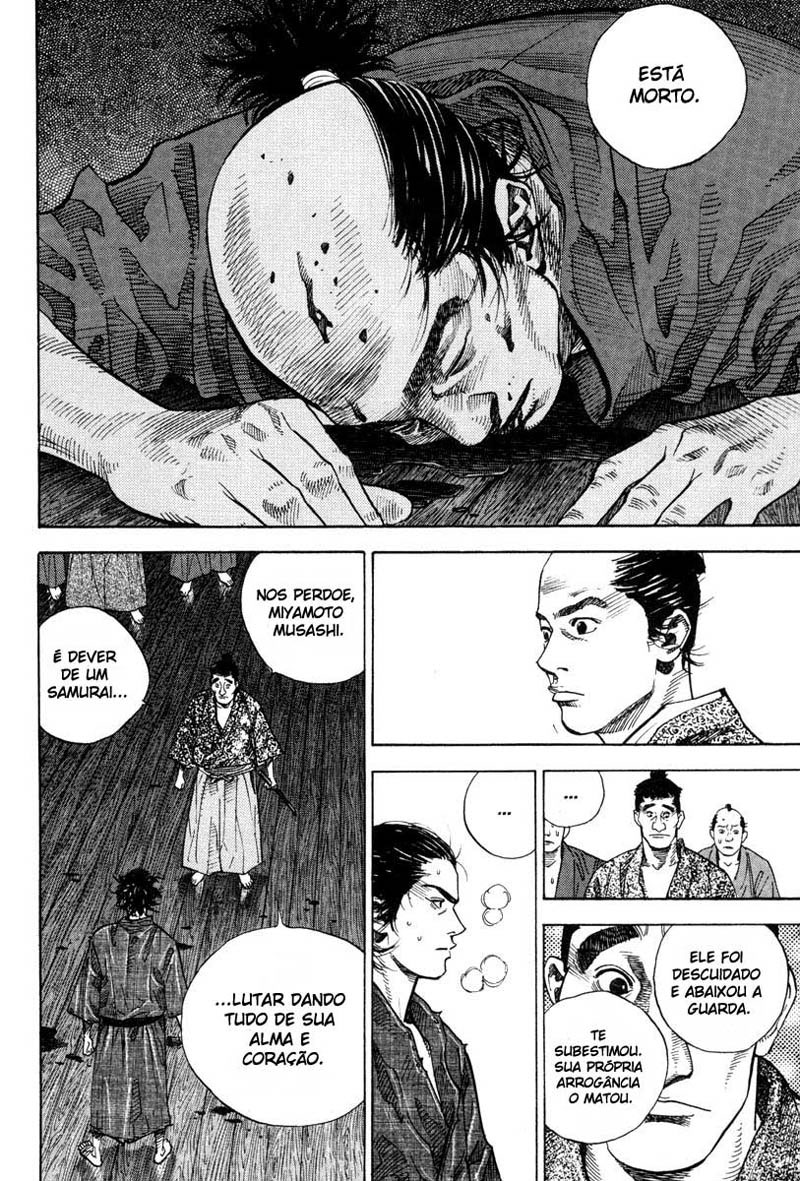 ESTÁ
MORTO.
...
...
ELE FOI
DESCUIDADO
E ABAIXOU A
GUARDA.
TE
SUBESTIMOU.
SUA PRÓPRIA
ARROGÂNCIA
O MATOU.
NOS PERDOE,
MIYAMOTO
MUSASHI.
É DEVER
DE UM
SAMURAI...
...LUTAR DANDO
TUDO DE SUA
ALMA E
CORAÇÃO.